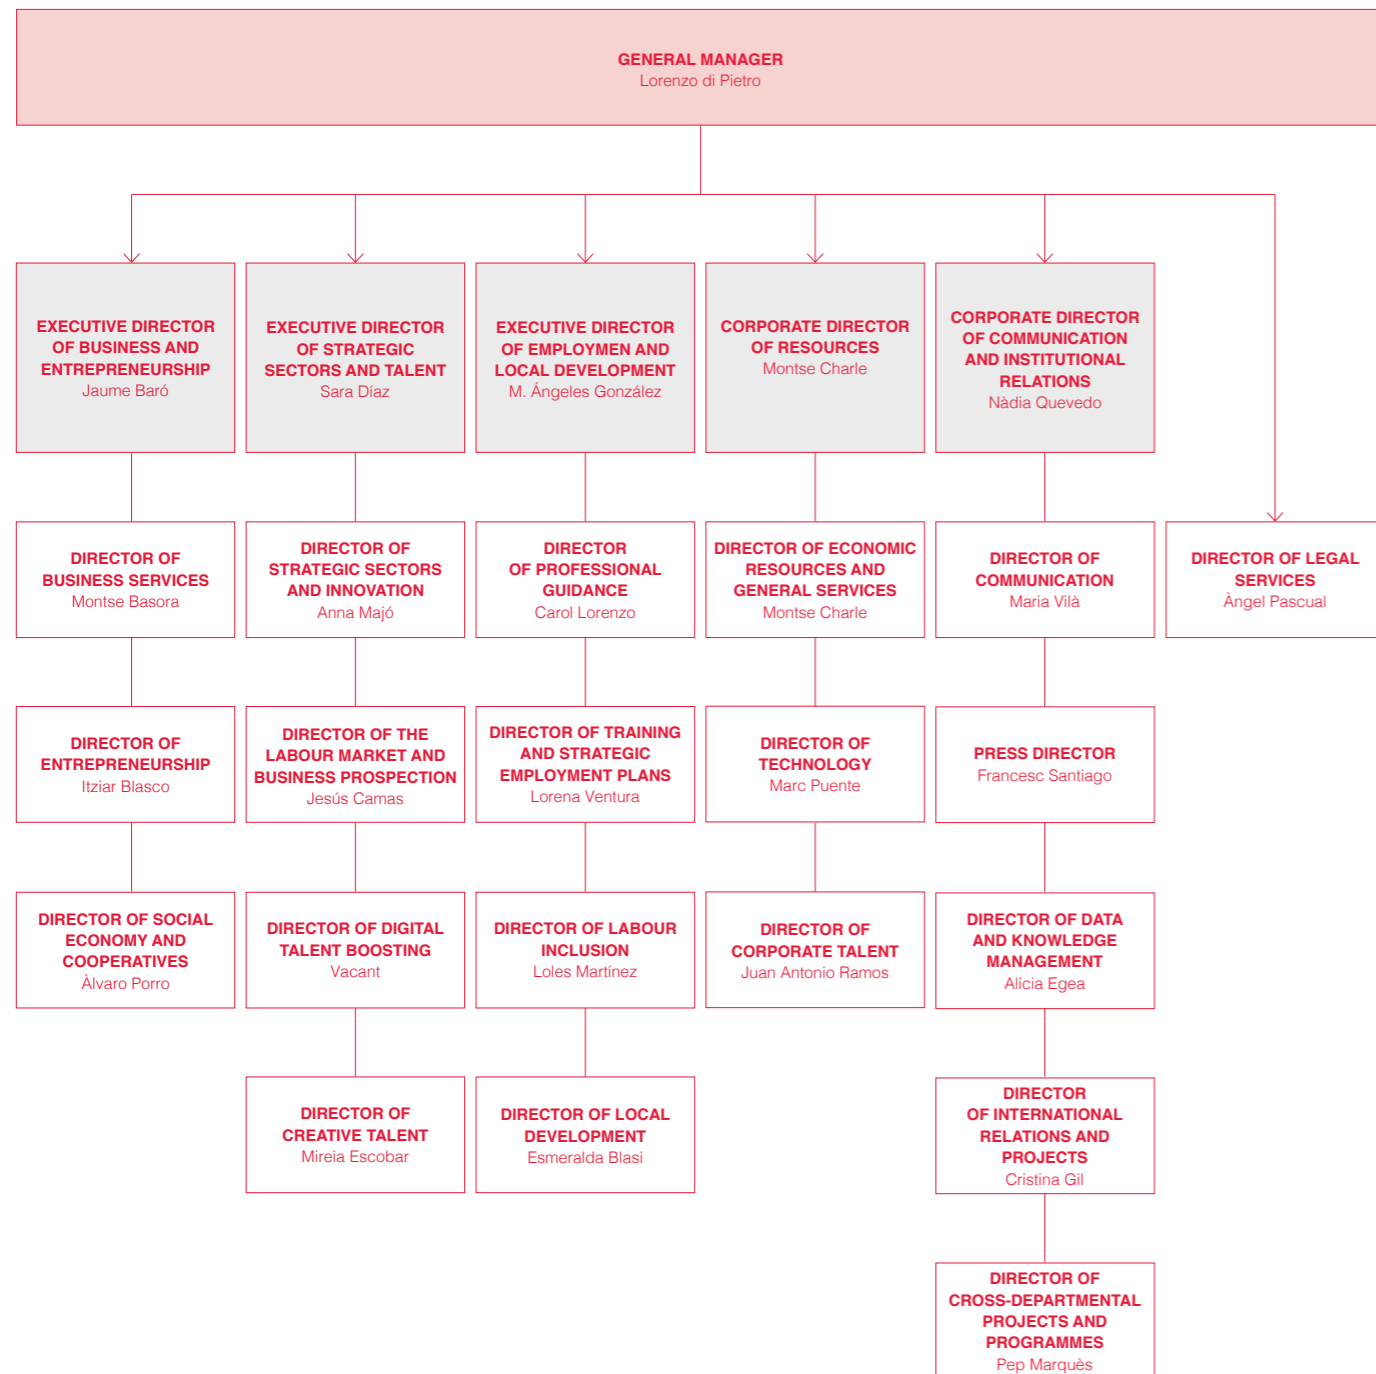 GENERAL MANAGER
Lorenzo di Pietro
EXECUTIVE DIRECTOR
OF BUSINESS AND
ENTREPRENEURSHIP
Jaume Baró
EXECUTIVE DIRECTOR
OF STRATEGIC
SECTORS AND TALENT
Sara Díaz
EXECUTIVE DIRECTOR
OF EMPLOYMEN AND
LOCAL DEVELOPMENT
M. Ángeles González
CORPORATE DIRECTOR
OF RESOURCES
Montse Charle
CORPORATE DIRECTOR
OF COMMUNICATION
AND INSTITUTIONAL
RELATIONS
Nàdia Quevedo
DIRECTOR OF
BUSINESS SERVICES
Montse Basora
DIRECTOR OF
STRATEGIC SECTORS
AND INNOVATION
Anna Majó
DIRECTOR
OF PROFESSIONAL
GUIDANCE
Carol Lorenzo
DIRECTOR OF ECONOMIC
RESOURCES AND
GENERAL SERVICES
Montse Charle
DIRECTOR OF
COMMUNICATION
Maria Vilà
DIRECTOR OF LEGAL
SERVICES
Àngel Pascual
DIRECTOR OF
ENTREPRENEURSHIP
Itziar Blasco
DIRECTOR OF THE
LABOUR MARKET AND
BUSINESS PROSPECTION
Jesús Camas
DIRECTOR OF TRAINING
AND STRATEGIC
EMPLOYMENT PLANS
Lorena Ventura
DIRECTOR OF
TECHNOLOGY
Marc Puente
PRESS DIRECTOR
Francesc Santiago
DIRECTOR OF SOCIAL
ECONOMY AND
COOPERATIVES
Àlvaro Porro
DIRECTOR OF DIGITAL
TALENT BOOSTING
Vacant
DIRECTOR OF LABOUR
INCLUSION
Loles Martínez
DIRECTOR OF
CORPORATE TALENT
Juan Antonio Ramos
DIRECTOR OF DATA
AND KNOWLEDGE
MANAGEMENT
Alícia Egea
DIRECTOR OF
CREATIVE TALENT
Mireia Escobar
DIRECTOR OF LOCAL
DEVELOPMENT
Esmeralda Blasi
DIRECTOR
OF INTERNATIONAL
RELATIONS AND
PROJECTS
Cristina Gil
DIRECTOR OF
CROSS-DEPARTMENTAL
PROJECTS AND
PROGRAMMES
Pep Marquès